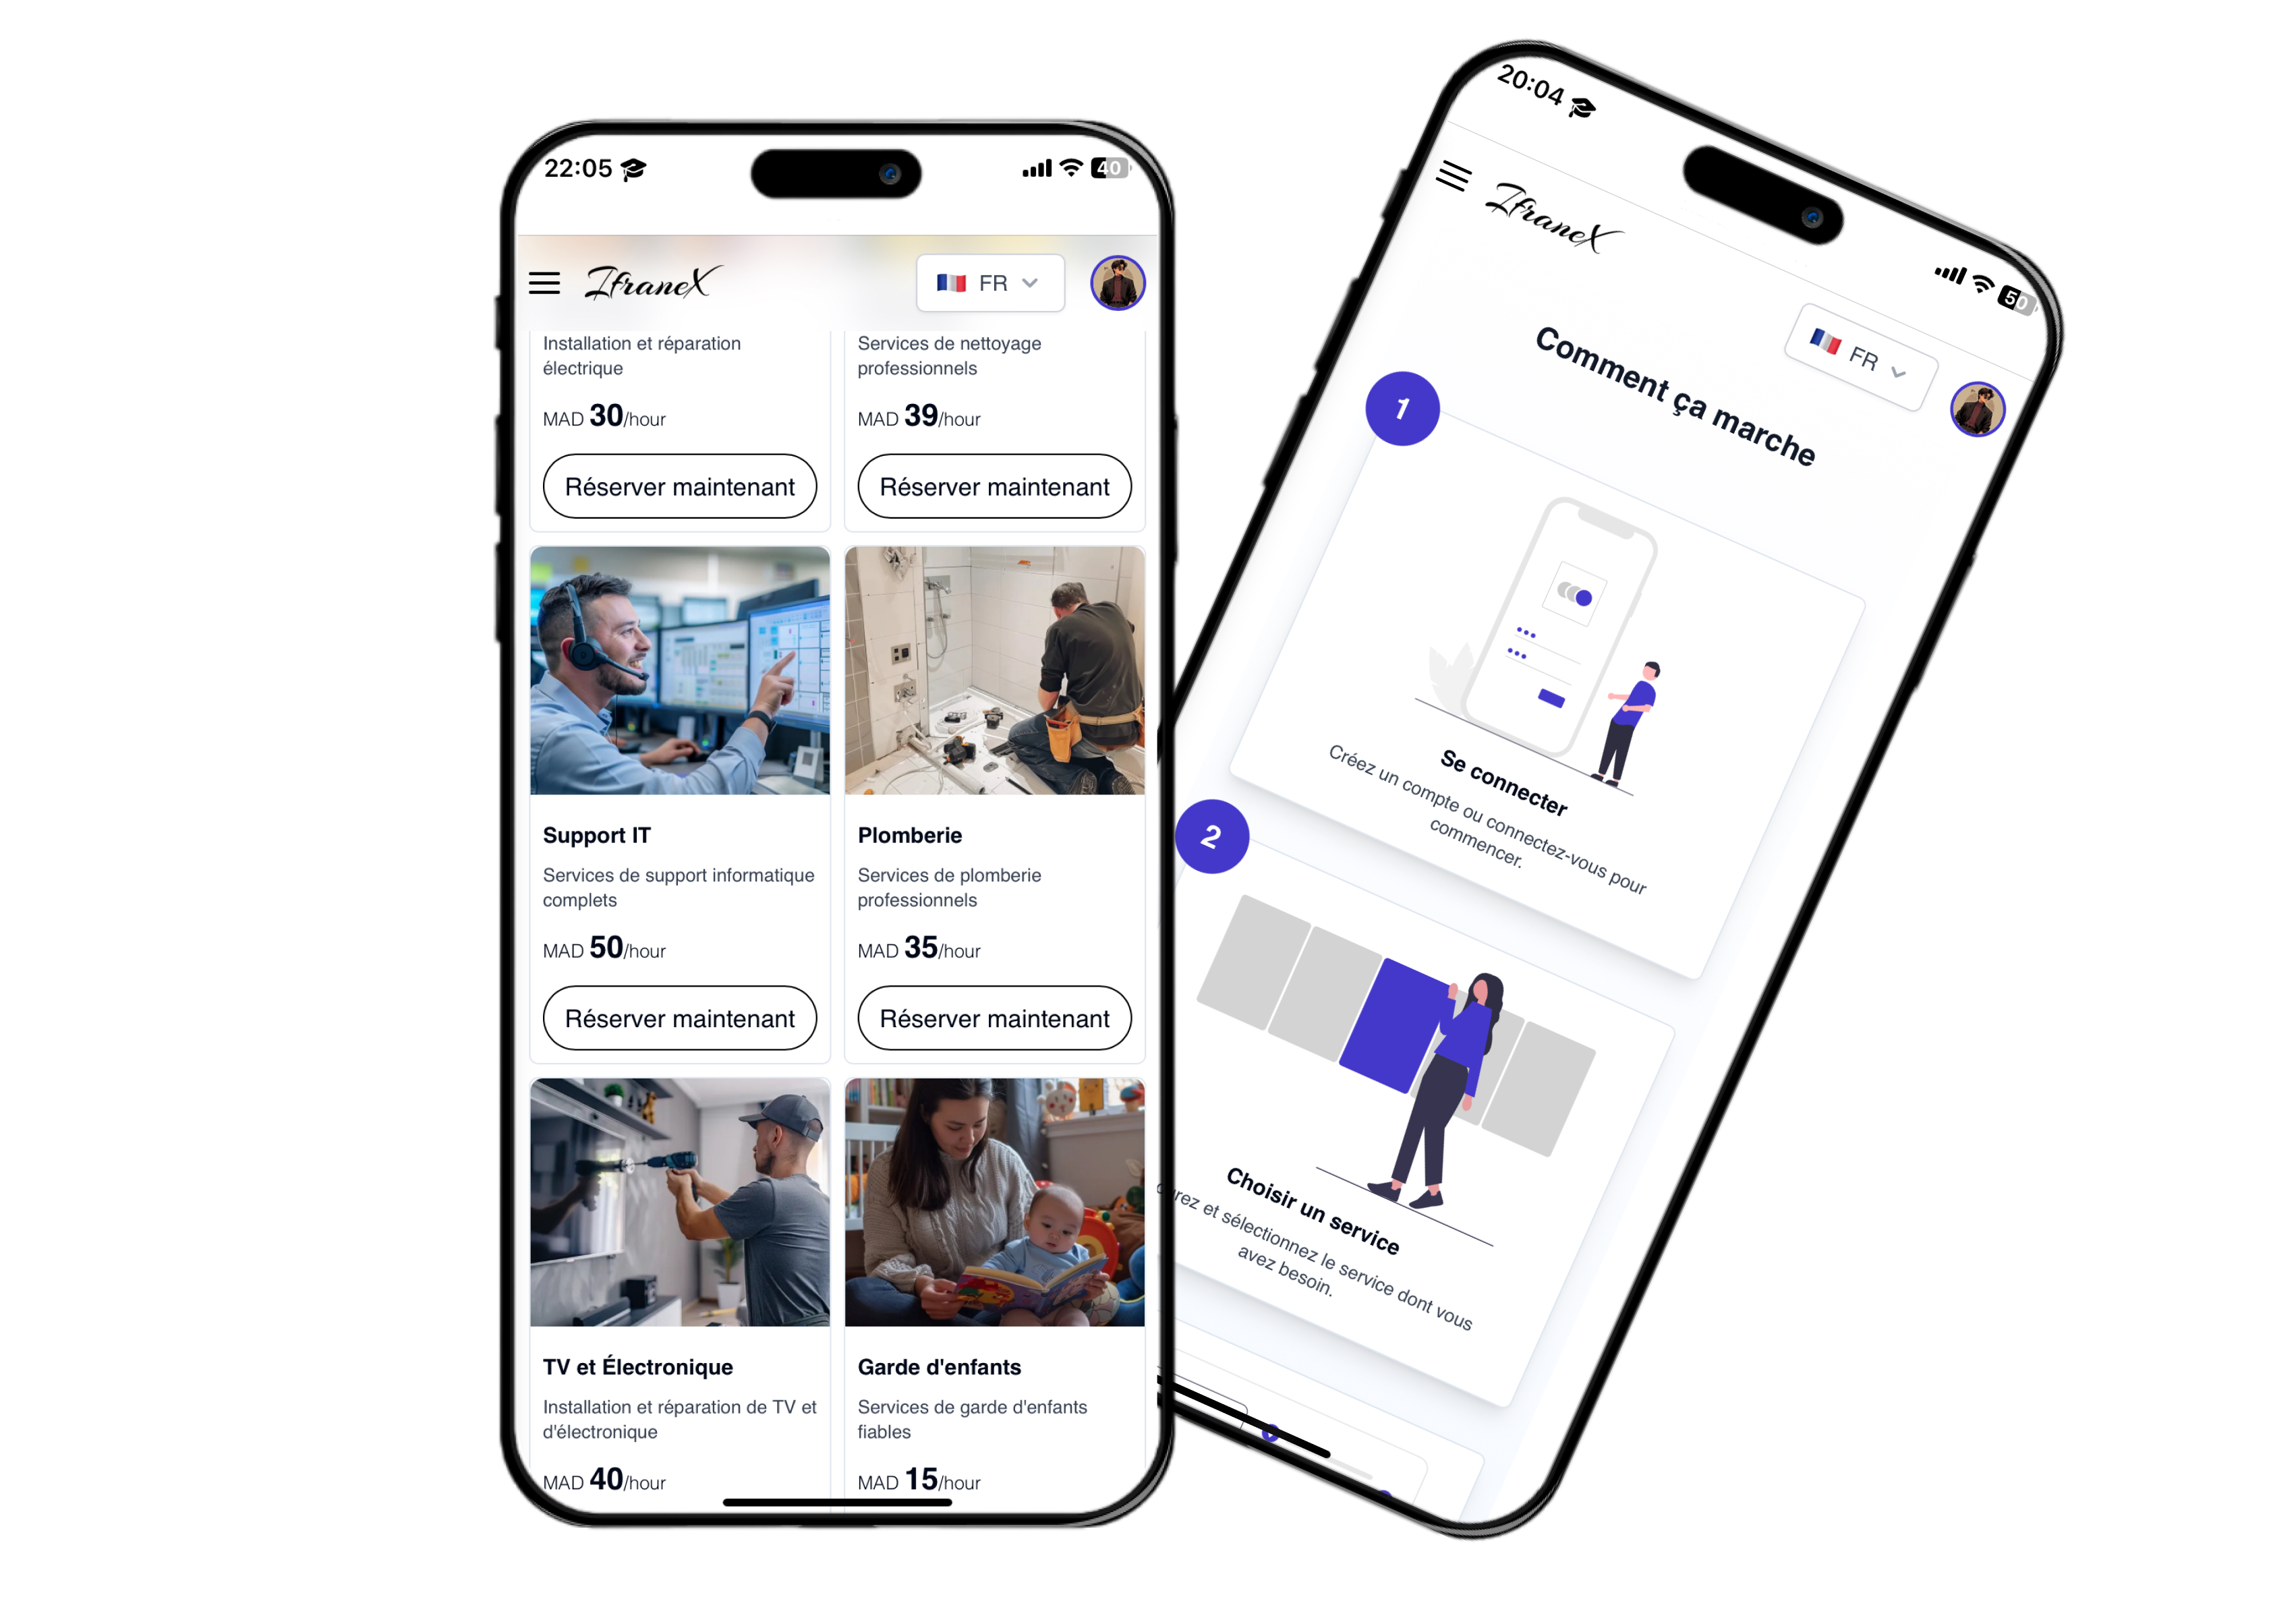 22:05
40
IfraneX
FR
Installation et réparation
électrique
MAD 30/hour
Réserver maintenant
Services de nettoyage
professionnels
MAD 39/hour
Réserver maintenant
Support IT
Services de support informatique
complets
MAD 50/hour
Réserver maintenant
Plomberie
Services de plomberie
professionnels
MAD 35/hour
Réserver maintenant
TV et Électronique
Installation et réparation de TV et
d'électronique
MAD 40/hour
Garde d'enfants
Services de garde d'enfants
fiables
MAD 15/hour
20:04
50
IfraneX
FR
Comment ça marche
1
Se connecter
Créez un compte ou connectez-vous pour
commencer.
2
Choisir un service
et sélectionnez le service dont vous
avez besoin.